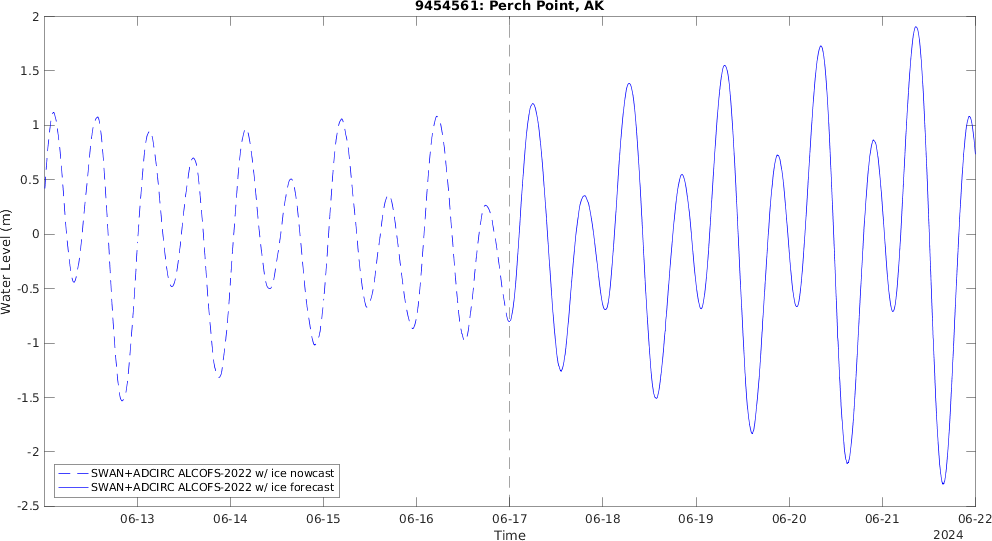 9454561: Perch Point, AK
2
1.5
1
0.5
0
-0.5
-1
-1.5
-2
-2.5
Water Level (m)
SWAN+ADCIRC ALCOFS-2022 w/ ice nowcast
SWAN+ADCIRC ALCOFS-2022 w/ ice forecast
06-13 06-14 06-15 06-16 06-17 06-18 06-19 06-20 06-21 06-22
Time
2024